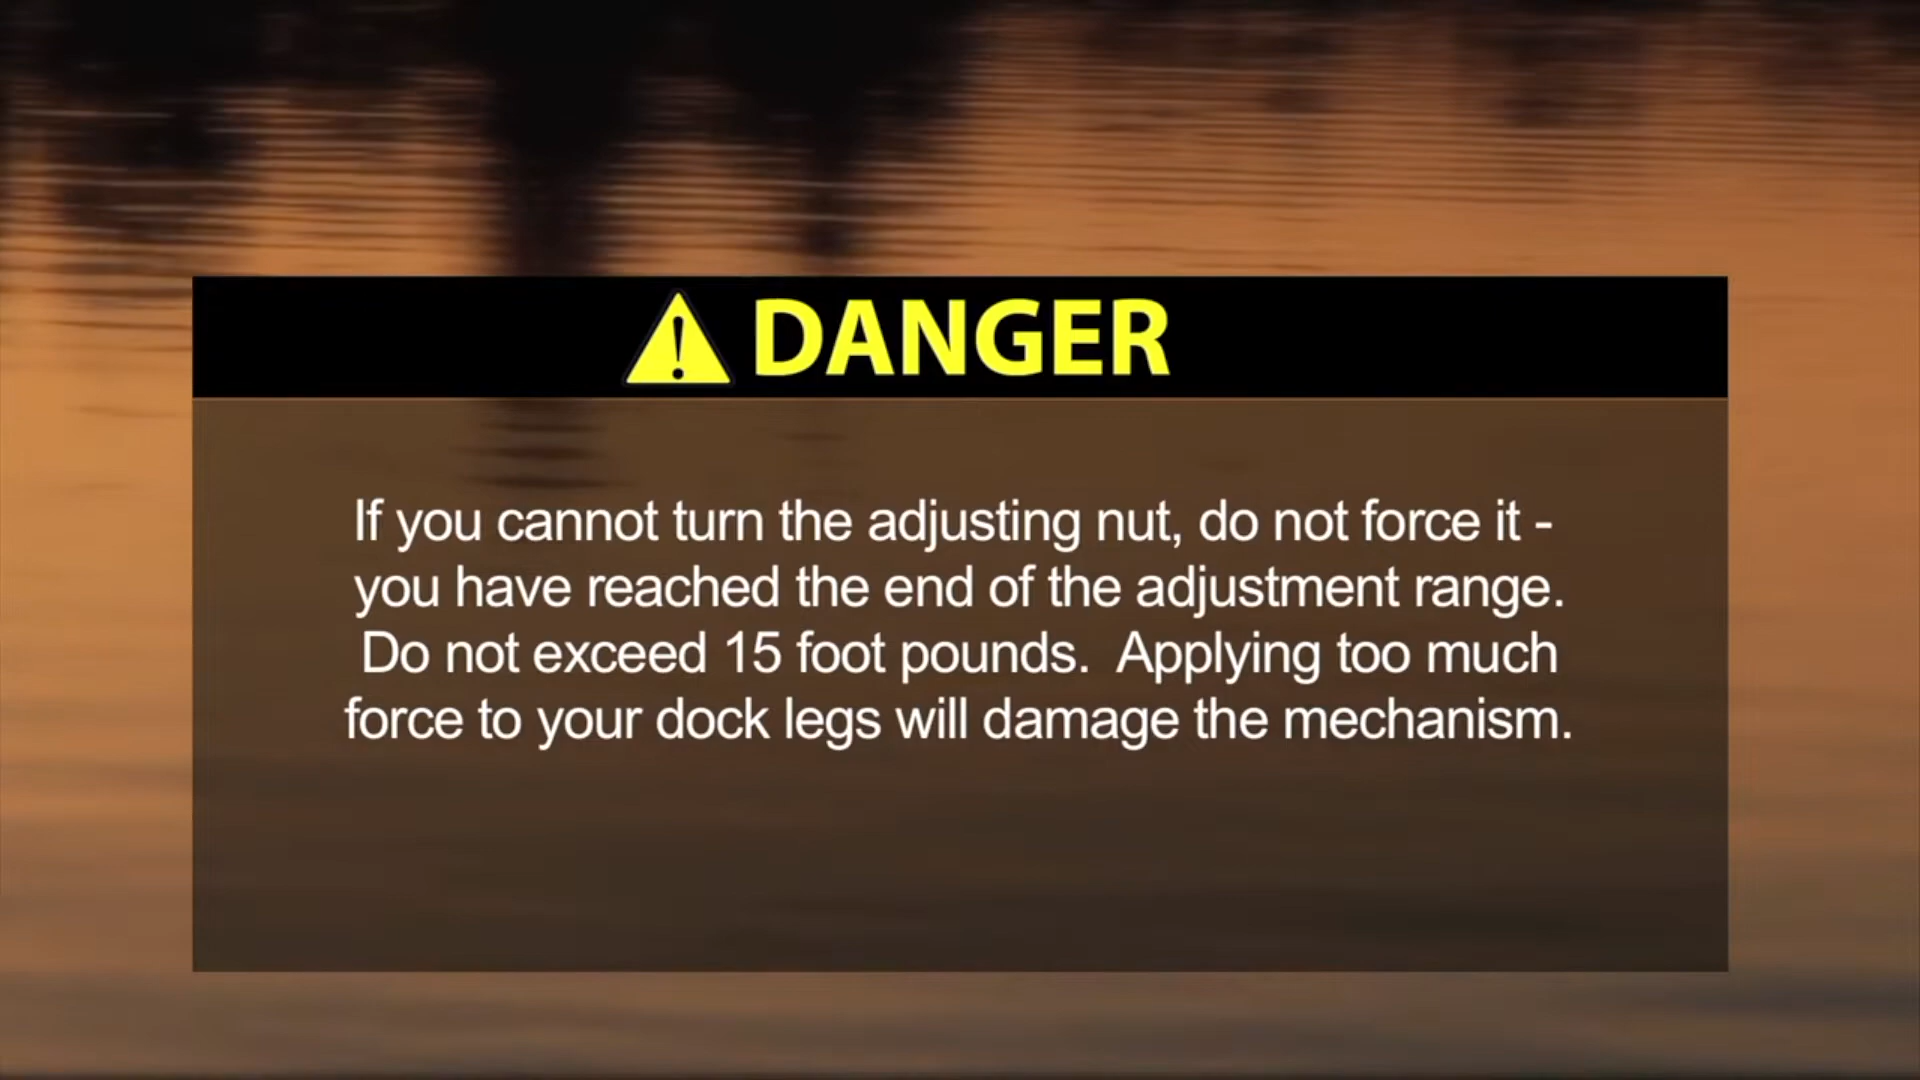 DANGER
If you cannot turn the adjusting nut, do not force it -
you have reached the end of the adjustment range.
Do not exceed 15 foot pounds.  Applying too much
force to your dock legs will damage the mechanism.